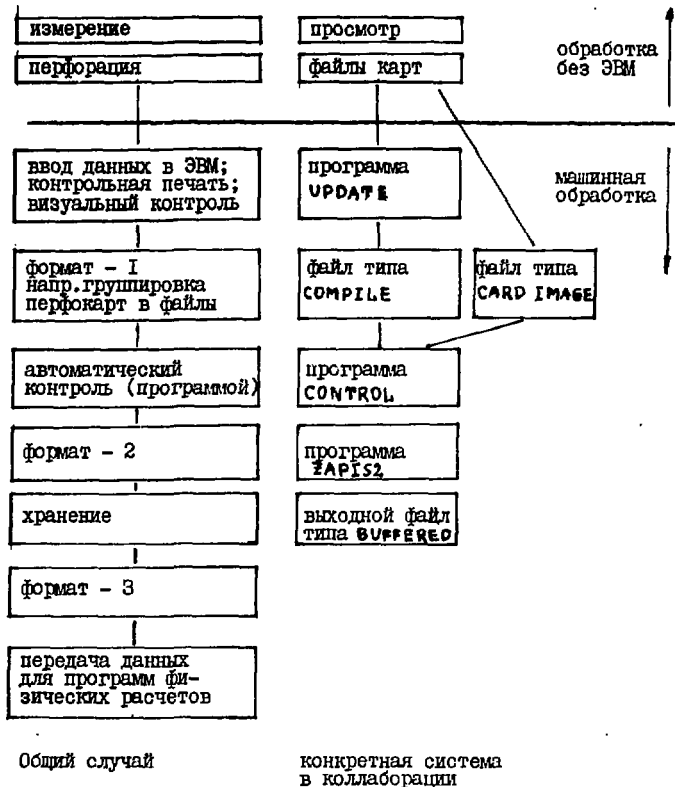 измерение
перфорация
просмотр
файлы карт
обработка
без ЭВМ
ввод данных в ЭВМ;
контрольная печать;
визуальный контроль
программа
UPDATE
машинная
обработка
формат - I
напр.группировка
перфокарт в файлы
файл типа
COMPILE
файл типа
CARD IMAGE
автоматический
контроль (программой)
программа
CONTROL
формат - 2
программа
ZAPIS2
хранение
выходной файл
типа BUFFERED
формат - 3
передача данных
для программ фи-
зических расчетов
Общий случай
конкретная система
в коллаборации